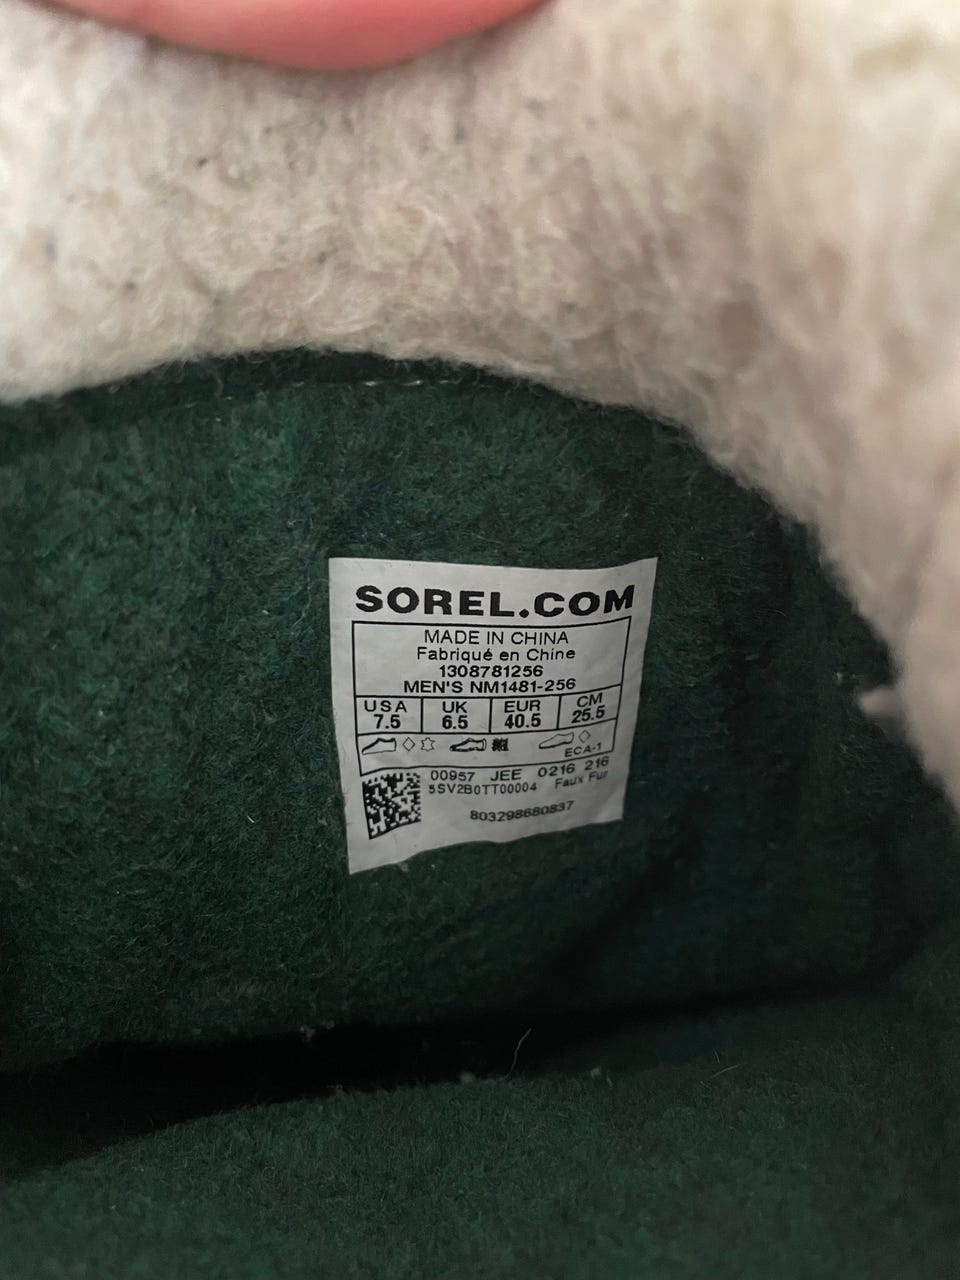 SOREL.COM
MADE IN CHINA
Fabriqué en Chine
1308781256
MEN'S NM1481-256
USA UK EUR CM
7.5 6.5 40.5 25.5
ECA-1
00957 JEE 0216 216
5SV2B0TT00004 Faux Fur
803298680837